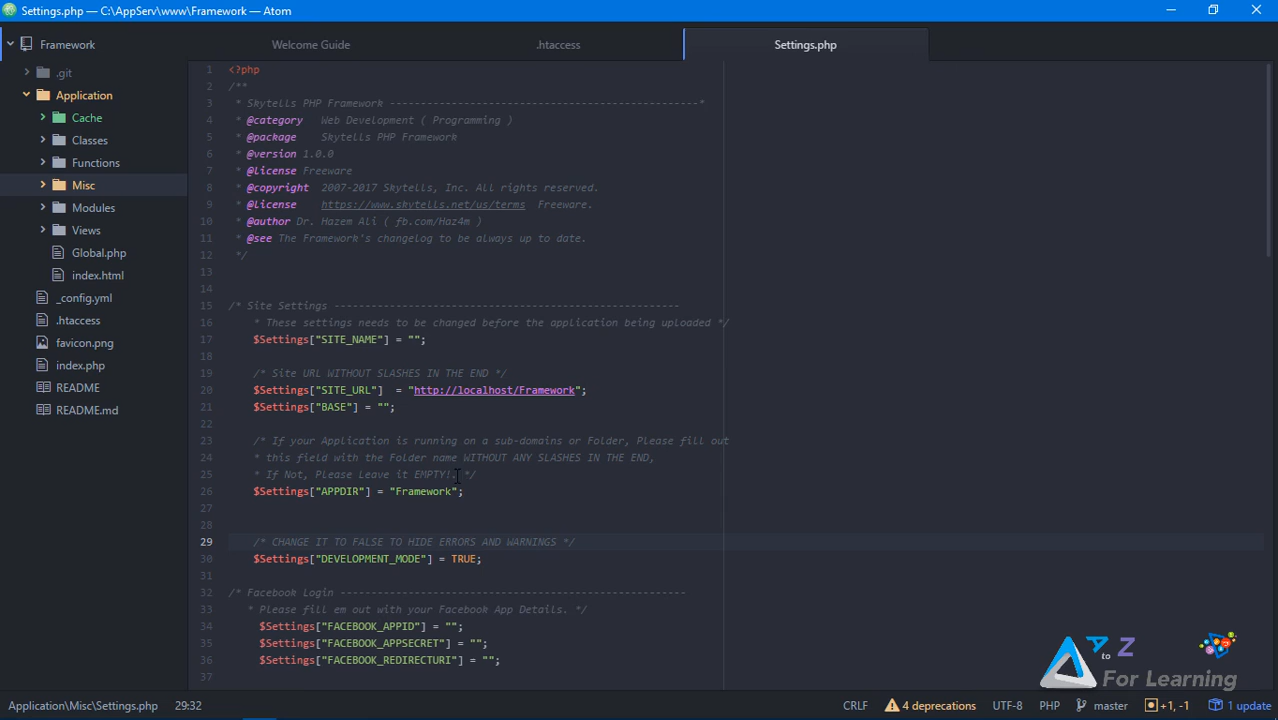 Settings.php — C:\AppServ\www\Framework — Atom
Framework
.git
Application
Cache
Classes
Functions
Misc
Modules
Views
Global.php
index.html
_config.yml
.htaccess
favicon.png
index.php
README
README.md
Welcome Guide .htaccess Settings.php
1 <?php
2 /**
3 * Skytells PHP Framework --------------------------------------------------*
4 * @category Web Development ( Programming )
5 * @package Skytells PHP Framework
6 * @version 1.0.0
7 * @license Freeware
8 * @copyright 2007-2017 Skytells, Inc. All rights reserved.
9 * @license https://www.skytells.net/us/terms Freeware.
10 * @author Dr. Hazem Ali ( fb.com/Haz4m )
11 * @see The Framework's changelog to be always up to date.
12 */
13
14
15 /* Site Settings --------------------------------------------------------
16 * These settings needs to be changed before the application being uploaded */
17 $Settings["SITE_NAME"] = "";
18
19 /* Site URL WITHOUT SLASHES IN THE END */
20 $Settings["SITE_URL"] = "http://localhost/Framework";
21 $Settings["BASE"] = "";
22
23 /* If your Application is running on a sub-domains or Folder, Please fill out
24 * this field with the Folder name WITHOUT ANY SLASHES IN THE END,
25 * If Not, Please Leave it EMPTY!. */
26 $Settings["APPDIR"] = "Framework";
27
28
29 /* CHANGE IT TO FALSE TO HIDE ERRORS AND WARNINGS */
30 $Settings["DEVELOPMENT_MODE"] = TRUE;
31
32 /* Facebook Login --------------------------------------------------------
33 * Please fill em out with your Facebook App Details. */
34 $Settings["FACEBOOK_APPID"] = "";
35 $Settings["FACEBOOK_APPSECRET"] = "";
36 $Settings["FACEBOOK_REDIRECTURI"] = "";
37
A to Z
For Learning
Application\Misc\Settings.php 29:32 CRLF 4 deprecations UTF-8 PHP master +1, -1 1 update